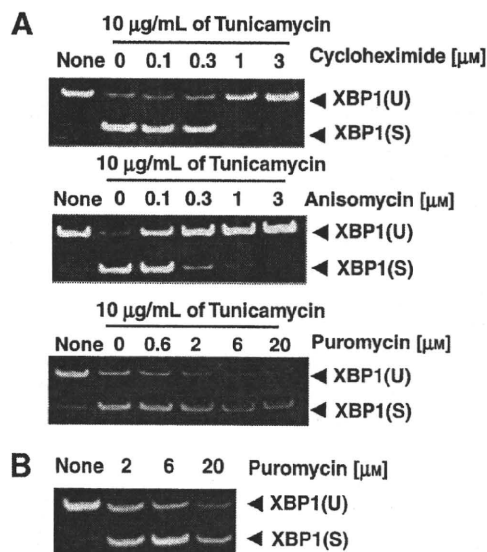 A
10 μg/mL of Tunicamycin
None 0 0.1 0.3 1 3 Cycloheximide [μM]
◄ XBP1(U)
◄ XBP1(S)
10 μg/mL of Tunicamycin
None 0 0.1 0.3 1 3 Anisomycin [μM]
◄ XBP1(U)
◄ XBP1(S)
10 μg/mL of Tunicamycin
None 0 0.6 2 6 20 Puromycin [μM]
◄ XBP1(U)
◄ XBP1(S)
B
None 2 6 20 Puromycin [μM]
◄ XBP1(U)
◄ XBP1(S)